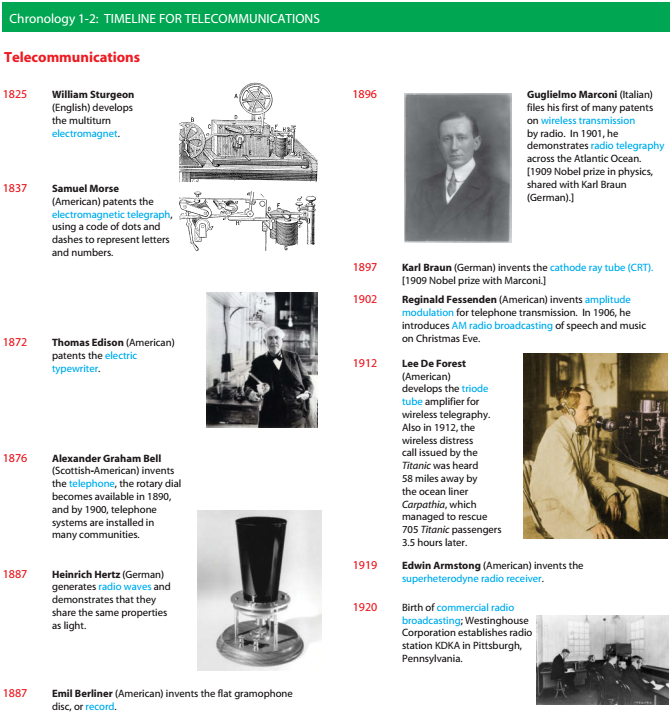 Chronology 1-2: TIMELINE FOR TELECOMMUNICATIONS
Telecommunications
1825 William Sturgeon
(English) develops
the multiturn
electromagnet.
1837 Samuel Morse
(American) patents the
electromagnetic telegraph,
using a code of dots and
dashes to represent letters
and numbers.
1872 Thomas Edison (American)
patents the electric
typewriter.
1876 Alexander Graham Bell
(Scottish-American) invents
the telephone, the rotary dial
becomes available in 1890,
and by 1900, telephone
systems are installed in
many communities.
1887 Heinrich Hertz (German)
generates radio waves and
demonstrates that they
share the same properties
as light.
1887 Emil Berliner (American) invents the flat gramophone
disc, or record.
1896 Guglielmo Marconi (Italian)
files his first of many patents
on wireless transmission
by radio. In 1901, he
demonstrates radio telegraphy
across the Atlantic Ocean.
[1909 Nobel prize in physics,
shared with Karl Braun
(German).]
1897 Karl Braun (German) invents the cathode ray tube (CRT).
[1909 Nobel prize with Marconi.]
1902 Reginald Fessenden (American) invents amplitude
modulation for telephone transmission. In 1906, he
introduces AM radio broadcasting of speech and music
on Christmas Eve.
1912 Lee De Forest
(American)
develops the triode
tube amplifier for
wireless telegraphy.
Also in 1912, the
wireless distress
call issued by the
Titanic was heard
58 miles away by
the ocean liner
Carpathia, which
managed to rescue
705 Titanic passengers
3.5 hours later.
1919 Edwin Armstong (American) invents the
superheterodyne radio receiver.
1920 Birth of commercial radio
broadcasting; Westinghouse
Corporation establishes radio
station KDKA in Pittsburgh,
Pennsylvania.